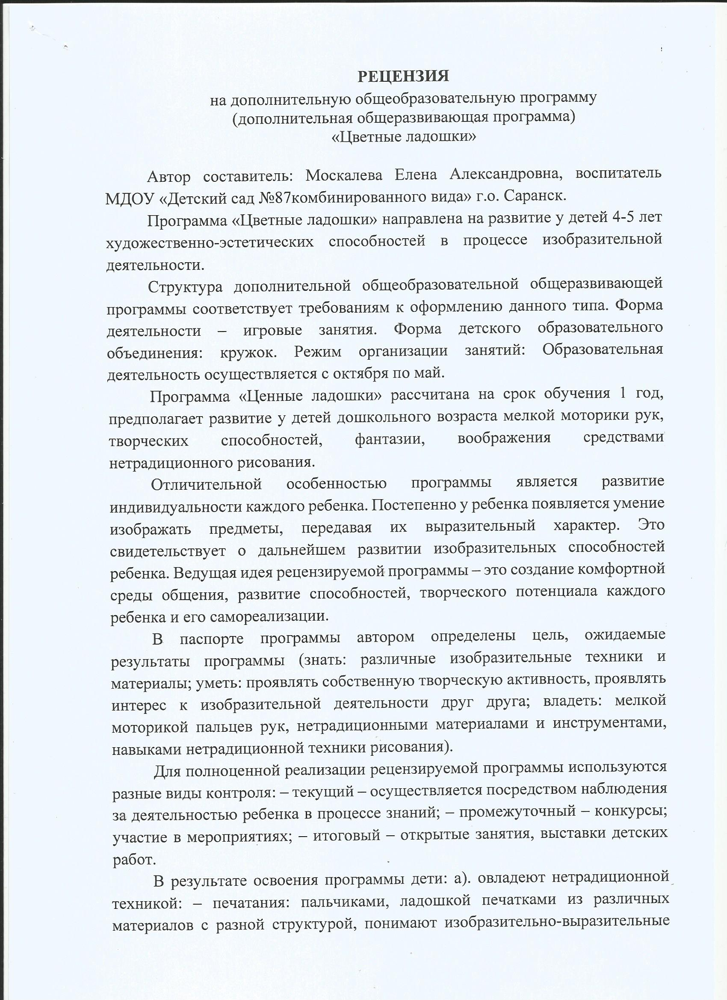 РЕЦЕНЗИЯ
на дополнительную общеобразовательную программу
(дополнительная общеразвивающая программа)
«Цветные ладошки»
Автор составитель: Москалева Елена Александровна, воспитатель
МДОУ «Детский сад №87комбинированного вида» г.о. Саранск.
Программа «Цветные ладошки» направлена на развитие у детей 4-5 лет
художественно-эстетических способностей в процессе изобразительной
деятельности.
Структура дополнительной общеобразовательной общеразвивающей
программы соответствует требованиям к оформлению данного типа. Форма
деятельности – игровые занятия. Форма детского образовательного
объединения: кружок. Режим организации занятий: Образовательная
деятельность осуществляется с октября по май.
Программа «Ценные ладошки» рассчитана на срок обучения 1 год,
предполагает развитие у детей дошкольного возраста мелкой моторики рук,
творческих способностей, фантазии, воображения средствами
нетрадиционного рисования.
Отличительной особенностью программы является развитие
индивидуальности каждого ребенка. Постепенно у ребенка появляется умение
изображать предметы, передавая их выразительный характер. Это
свидетельствует о дальнейшем развитии изобразительных способностей
ребенка. Ведущая идея рецензируемой программы – это создание комфортной
среды общения, развитие способностей, творческого потенциала каждого
ребенка и его самореализации.
В паспорте программы автором определены цель, ожидаемые
результаты программы (знать: различные изобразительные техники и
материалы; уметь: проявлять собственную творческую активность, проявлять
интерес к изобразительной деятельности друг друга; владеть: мелкой
моторикой пальцев рук, нетрадиционными материалами и инструментами,
навыками нетрадиционной техники рисования).
Для полноценной реализации рецензируемой программы используются
разные виды контроля: – текущий – осуществляется посредством наблюдения
за деятельностью ребенка в процессе знаний; – промежуточный – конкурсы;
участие в мероприятиях; – итоговый – открытые занятия, выставки детских
работ.
В результате освоения программы дети: а). овладеют нетрадиционной
техникой: – печатания: пальчиками, ладошкой печатками из различных
материалов с разной структурой, понимают изобразительно-выразительные